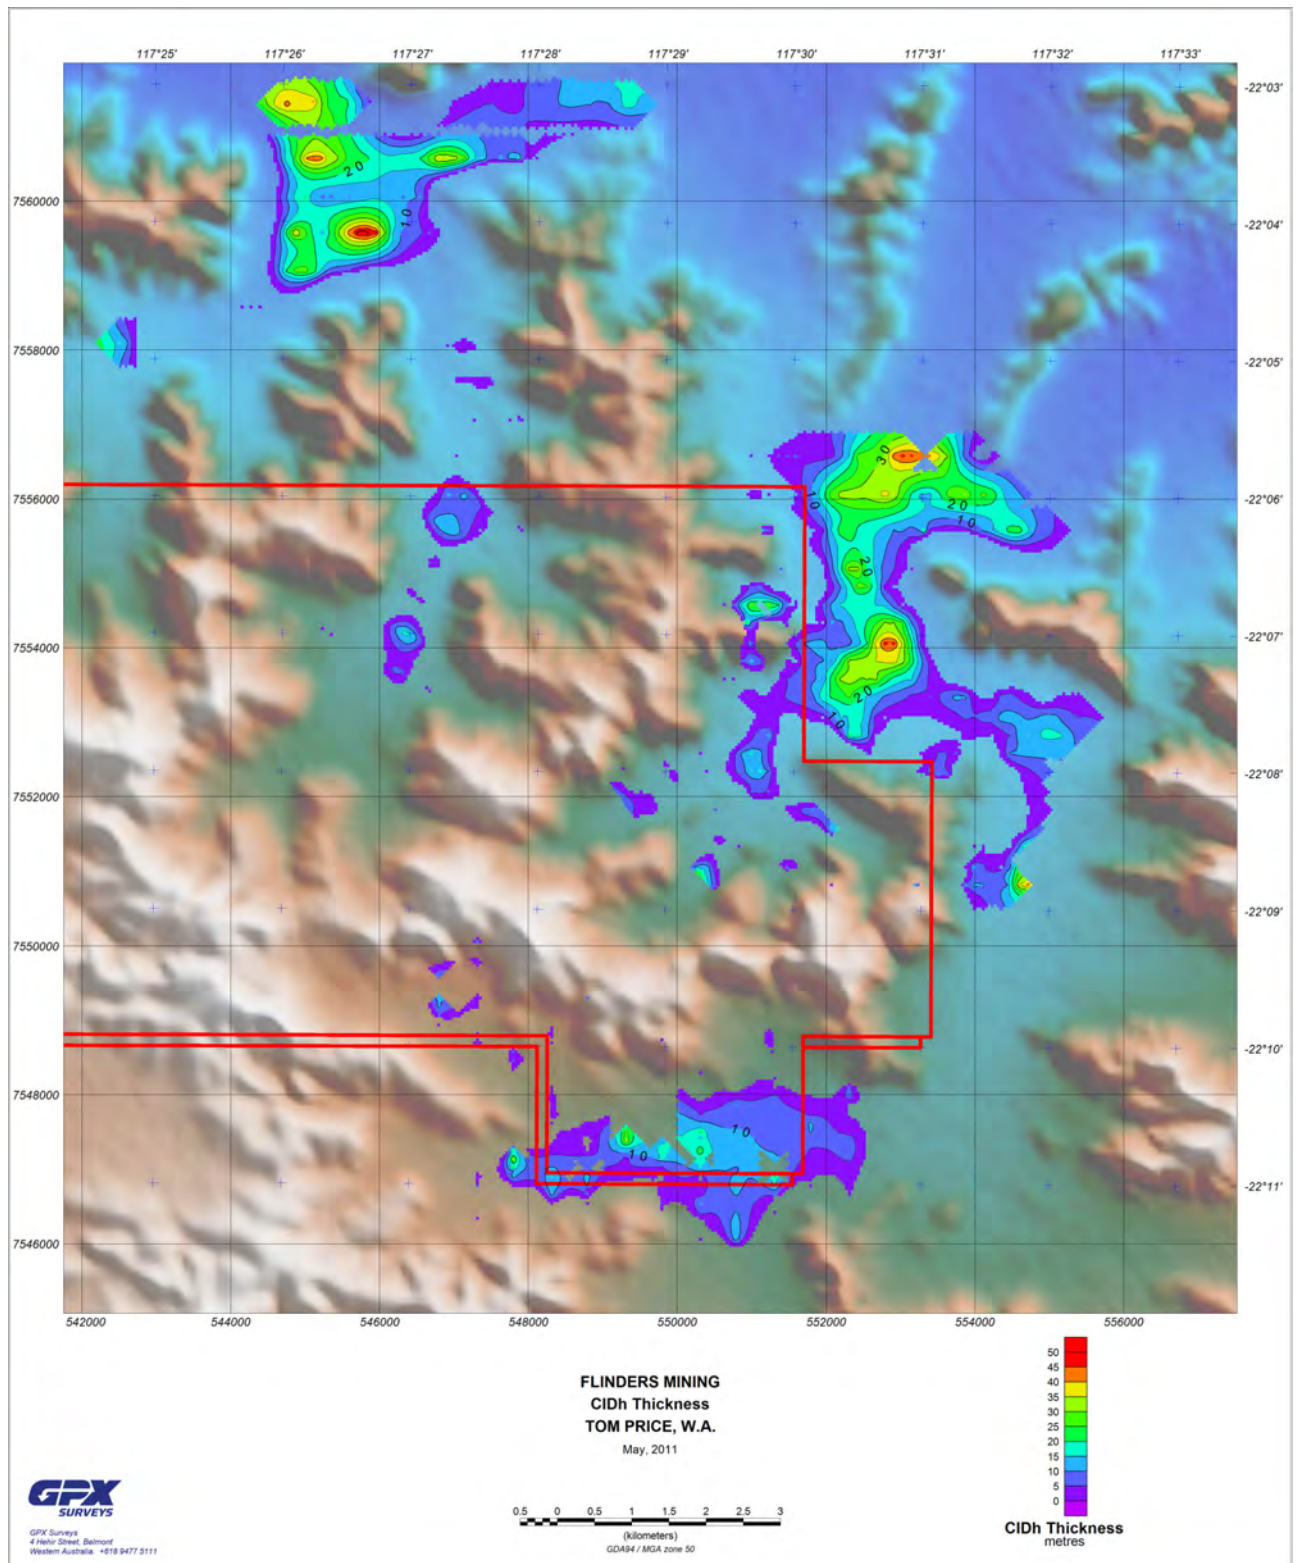 117°25' 117°26' 117°27' 117°28' 117°29' 117°30' 117°31' 117°32' 117°33'
-22°03'
20
7560000
10
-22°04'
7558000
-22°05'
30
7556000
10
20
-22°06'
10
20
7554000
-22°07'
20
10
7552000
-22°08'
7550000
-22°09'
-22°10'
7548000
10
10
-22°11'
7546000
542000 544000 546000 548000 550000 552000 554000 556000
FLINDERS MINING
CIDh Thickness
TOM PRICE, W.A.
May, 2011
50
45
40
35
30
25
20
15
10
5
0
CIDh Thickness
metres
GPX
SURVEYS
GPX Surveys
4 Hehir Street, Belmont
Western Australia. +618 9477 5111
0.5 0 0.5 1 1.5 2 2.5 3
(kilometers)
GDA94 / MGA zone 50